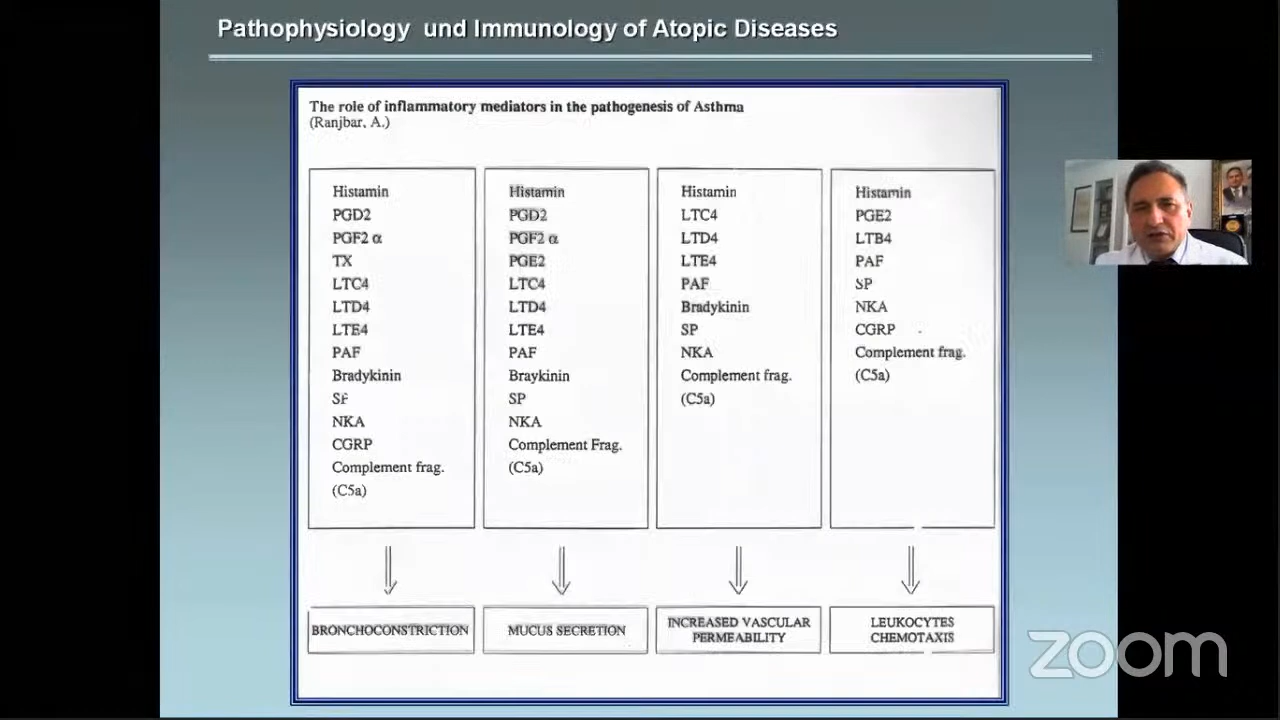 Pathophysiology und Immunology of Atopic Diseases
The role of inflammatory mediators in the pathogenesis of Asthma
(Ranjbar, A.)
Histamin
PGD2
PGF2 α
TX
LTC4
LTD4
LTE4
PAF
Bradykinin
NKA
CGRP
Complement frag.
(C5a)
BRONCHOCONSTRICTION
Histamin
PGD2
PGF2 α
PGE2
LTC4
LTD4
LTE4
PAF
Braykinin
SP
NKA
Complement Frag.
(C5a)
MUCUS SECRETION
Histamin
LTC4
LTD4
LTE4
PAF
Bradykinin
SP
NKA
Complement frag.
(C5a)
INCREASED VASCULAR
PERMEABILITY
Histamin
PGE2
LTB4
PAF
SP
NKA
CGRP
Complement frag.
(C5a)
LEUKOCYTES
CHEMOTAXIS
zoom